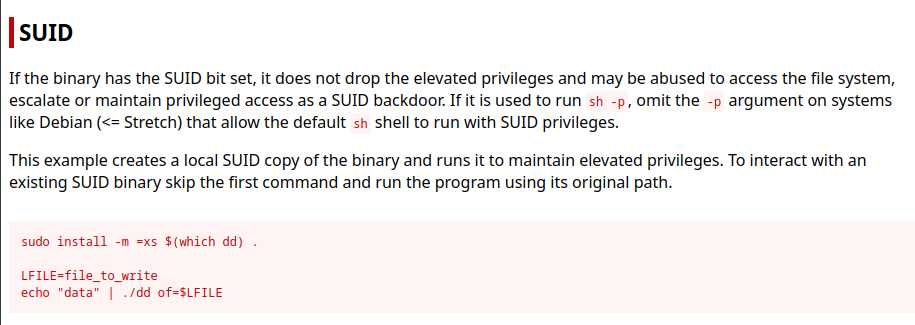 SUID
If the binary has the SUID bit set, it does not drop the elevated privileges and may be abused to access the file system,
escalate or maintain privileged access as a SUID backdoor. If it is used to run sh -p, omit the -p argument on systems
like Debian (<= Stretch) that allow the default sh shell to run with SUID privileges.
This example creates a local SUID copy of the binary and runs it to maintain elevated privileges. To interact with an
existing SUID binary skip the first command and run the program using its original path.
sudo install -m =xs $(which dd) .
LFILE=file_to_write
echo "data" | ./dd of=$LFILE